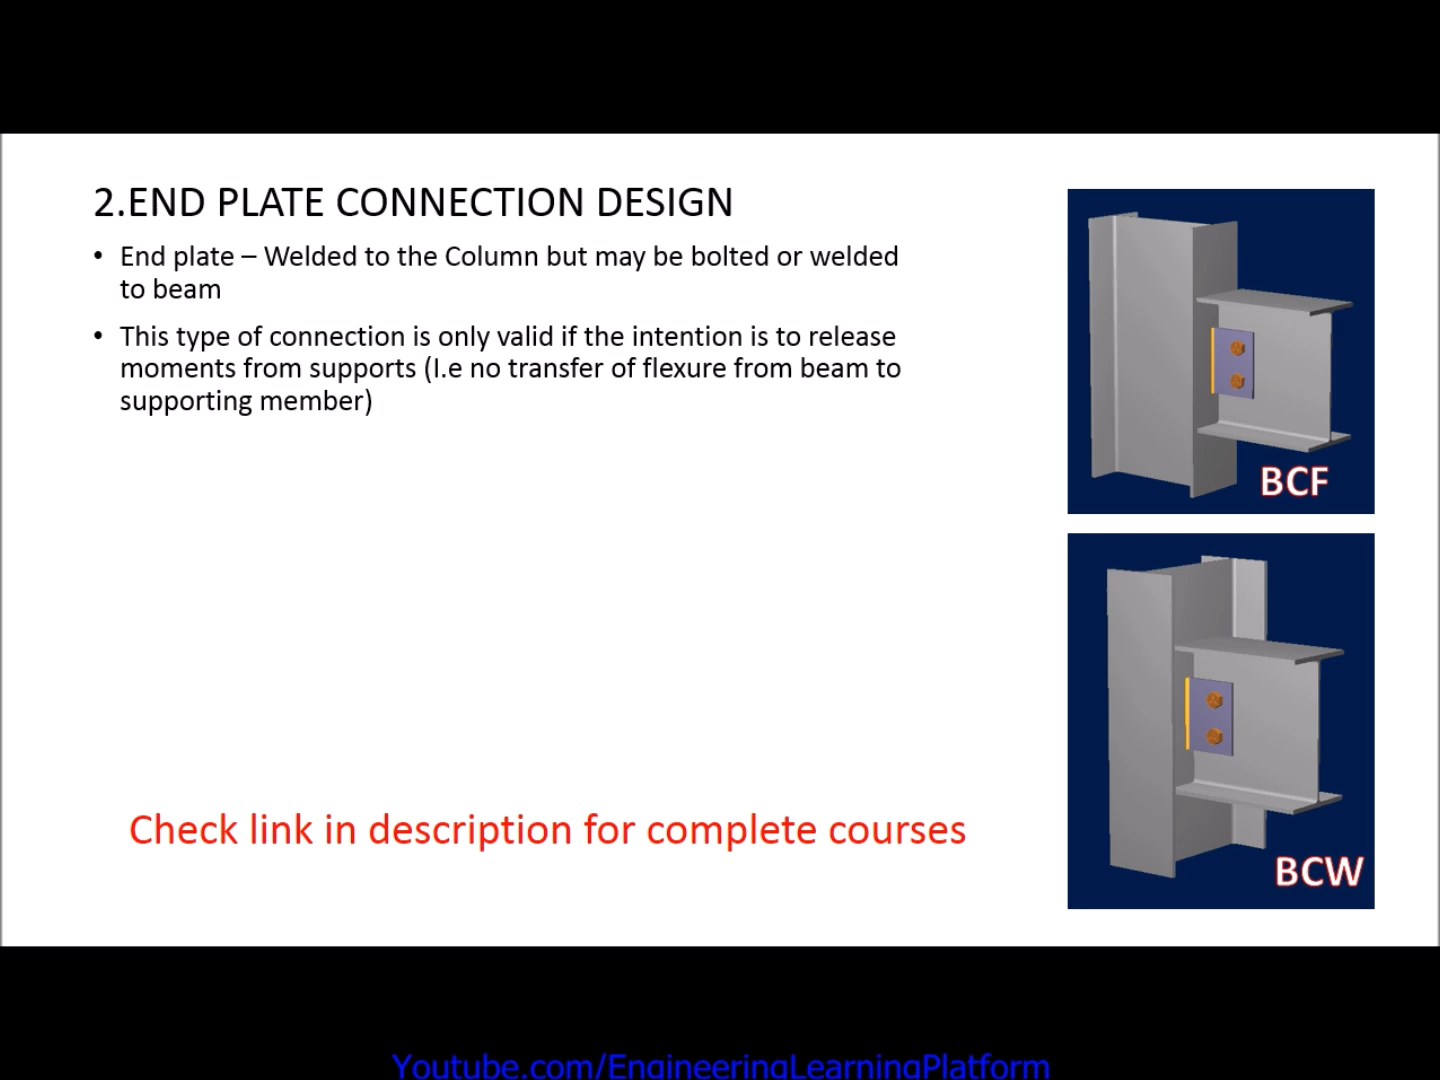 2.END PLATE CONNECTION DESIGN
• End plate – Welded to the Column but may be bolted or welded
to beam
• This type of connection is only valid if the intention is to release
moments from supports (I.e no transfer of flexure from beam to
supporting member)
BCF
Check link in description for complete courses
BCW
Youtube.com/EngineeringLearningPlatform